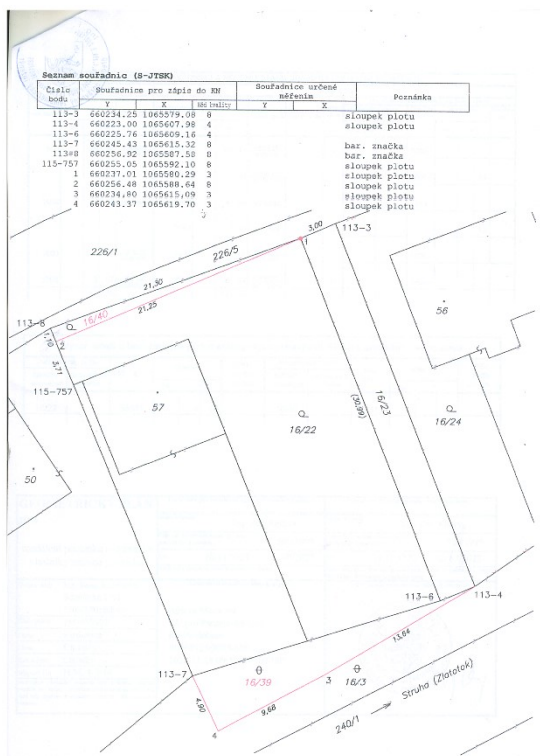 Seznam souřadnic (S-JTSK)
Číslo bodu Souřadnice pro zápis do KN Souřadnice určené měřením Poznámka
Y X Kód kvality Y X
113-3 660234.25 1065579.08 8 sloupek plotu
113-4 660223.00 1065607.98 4 sloupek plotu
113-6 660225.76 1065609.16 4
113-7 660245.43 1065615.32 8 bar. značka
113-8 660256.92 1065587.58 8 bar. značka
115-757 660255.05 1065592.10 8 sloupek plotu
1 660237.01 1065580.29 3 sloupek plotu
2 660256.48 1065588.64 8 sloupek plotu
3 660234.80 1065615.09 3 sloupek plotu
4 660243.37 1065619.70 3 sloupek plotu
3,00
113-3
1
226/1
226/5
21,50
21,25
16/40
113-8
1,10
2
3,71
56
115-757
57
(30,99)
16/23
16/22
16/24
50
113-6
113-4
13,64
113-7
16/39
16/3
3
4,90
9,68
4
240/1
Struha (Zlatotok)